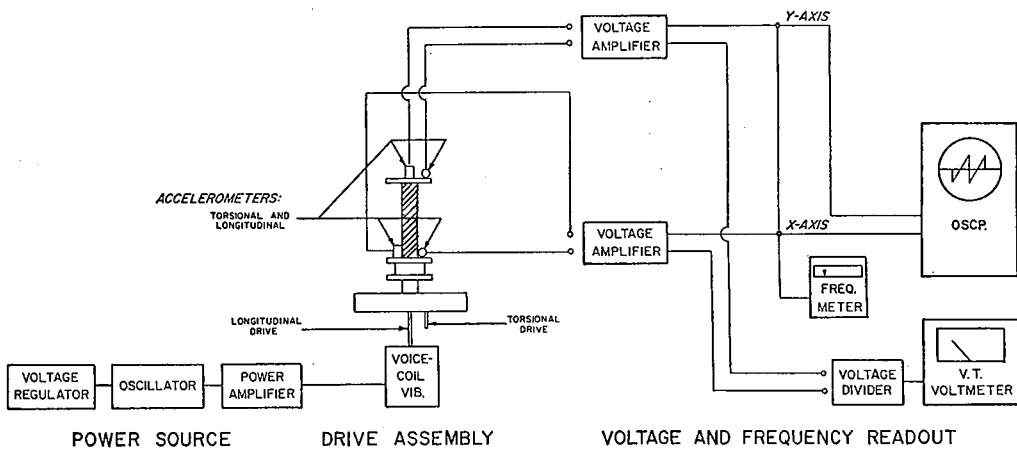 Y-AXIS
VOLTAGE
AMPLIFIER
ACCELEROMETERS:
TORSIONAL AND
LONGITUDINAL
VOLTAGE
AMPLIFIER
X-AXIS
OSCP.
FREQ.
METER
LONGITUDINAL
DRIVE
TORSIONAL
DRIVE
VOLTAGE
REGULATOR
OSCILLATOR
POWER
AMPLIFIER
VOICE-
COIL
VIB.
VOLTAGE
DIVIDER
V.T.
VOLTMETER
POWER SOURCE
DRIVE ASSEMBLY
VOLTAGE AND FREQUENCY READOUT